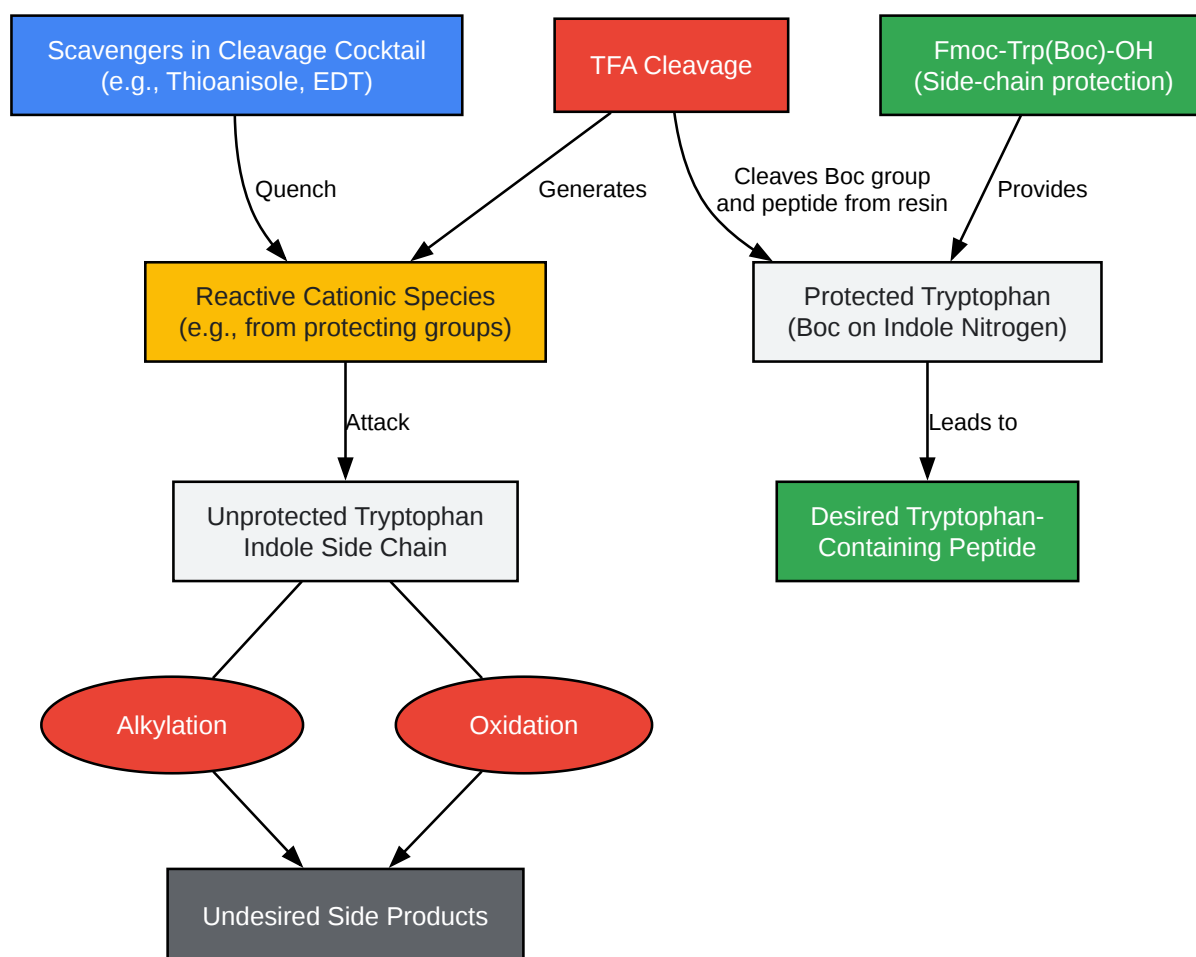 Scavengers in Cleavage Cocktail
(e.g., Thioanisole, EDT)
TFA Cleavage
Fmoc-Trp(Boc)-OH
(Side-chain protection)
Quench
Generates
Cleaves Boc group
and peptide from resin
Provides
Reactive Cationic Species
(e.g., from protecting groups)
Protected Tryptophan
(Boc on Indole Nitrogen)
Attack
Leads to
Unprotected Tryptophan
Indole Side Chain
Desired Tryptophan-
Containing Peptide
Alkylation
Oxidation
Undesired Side Products